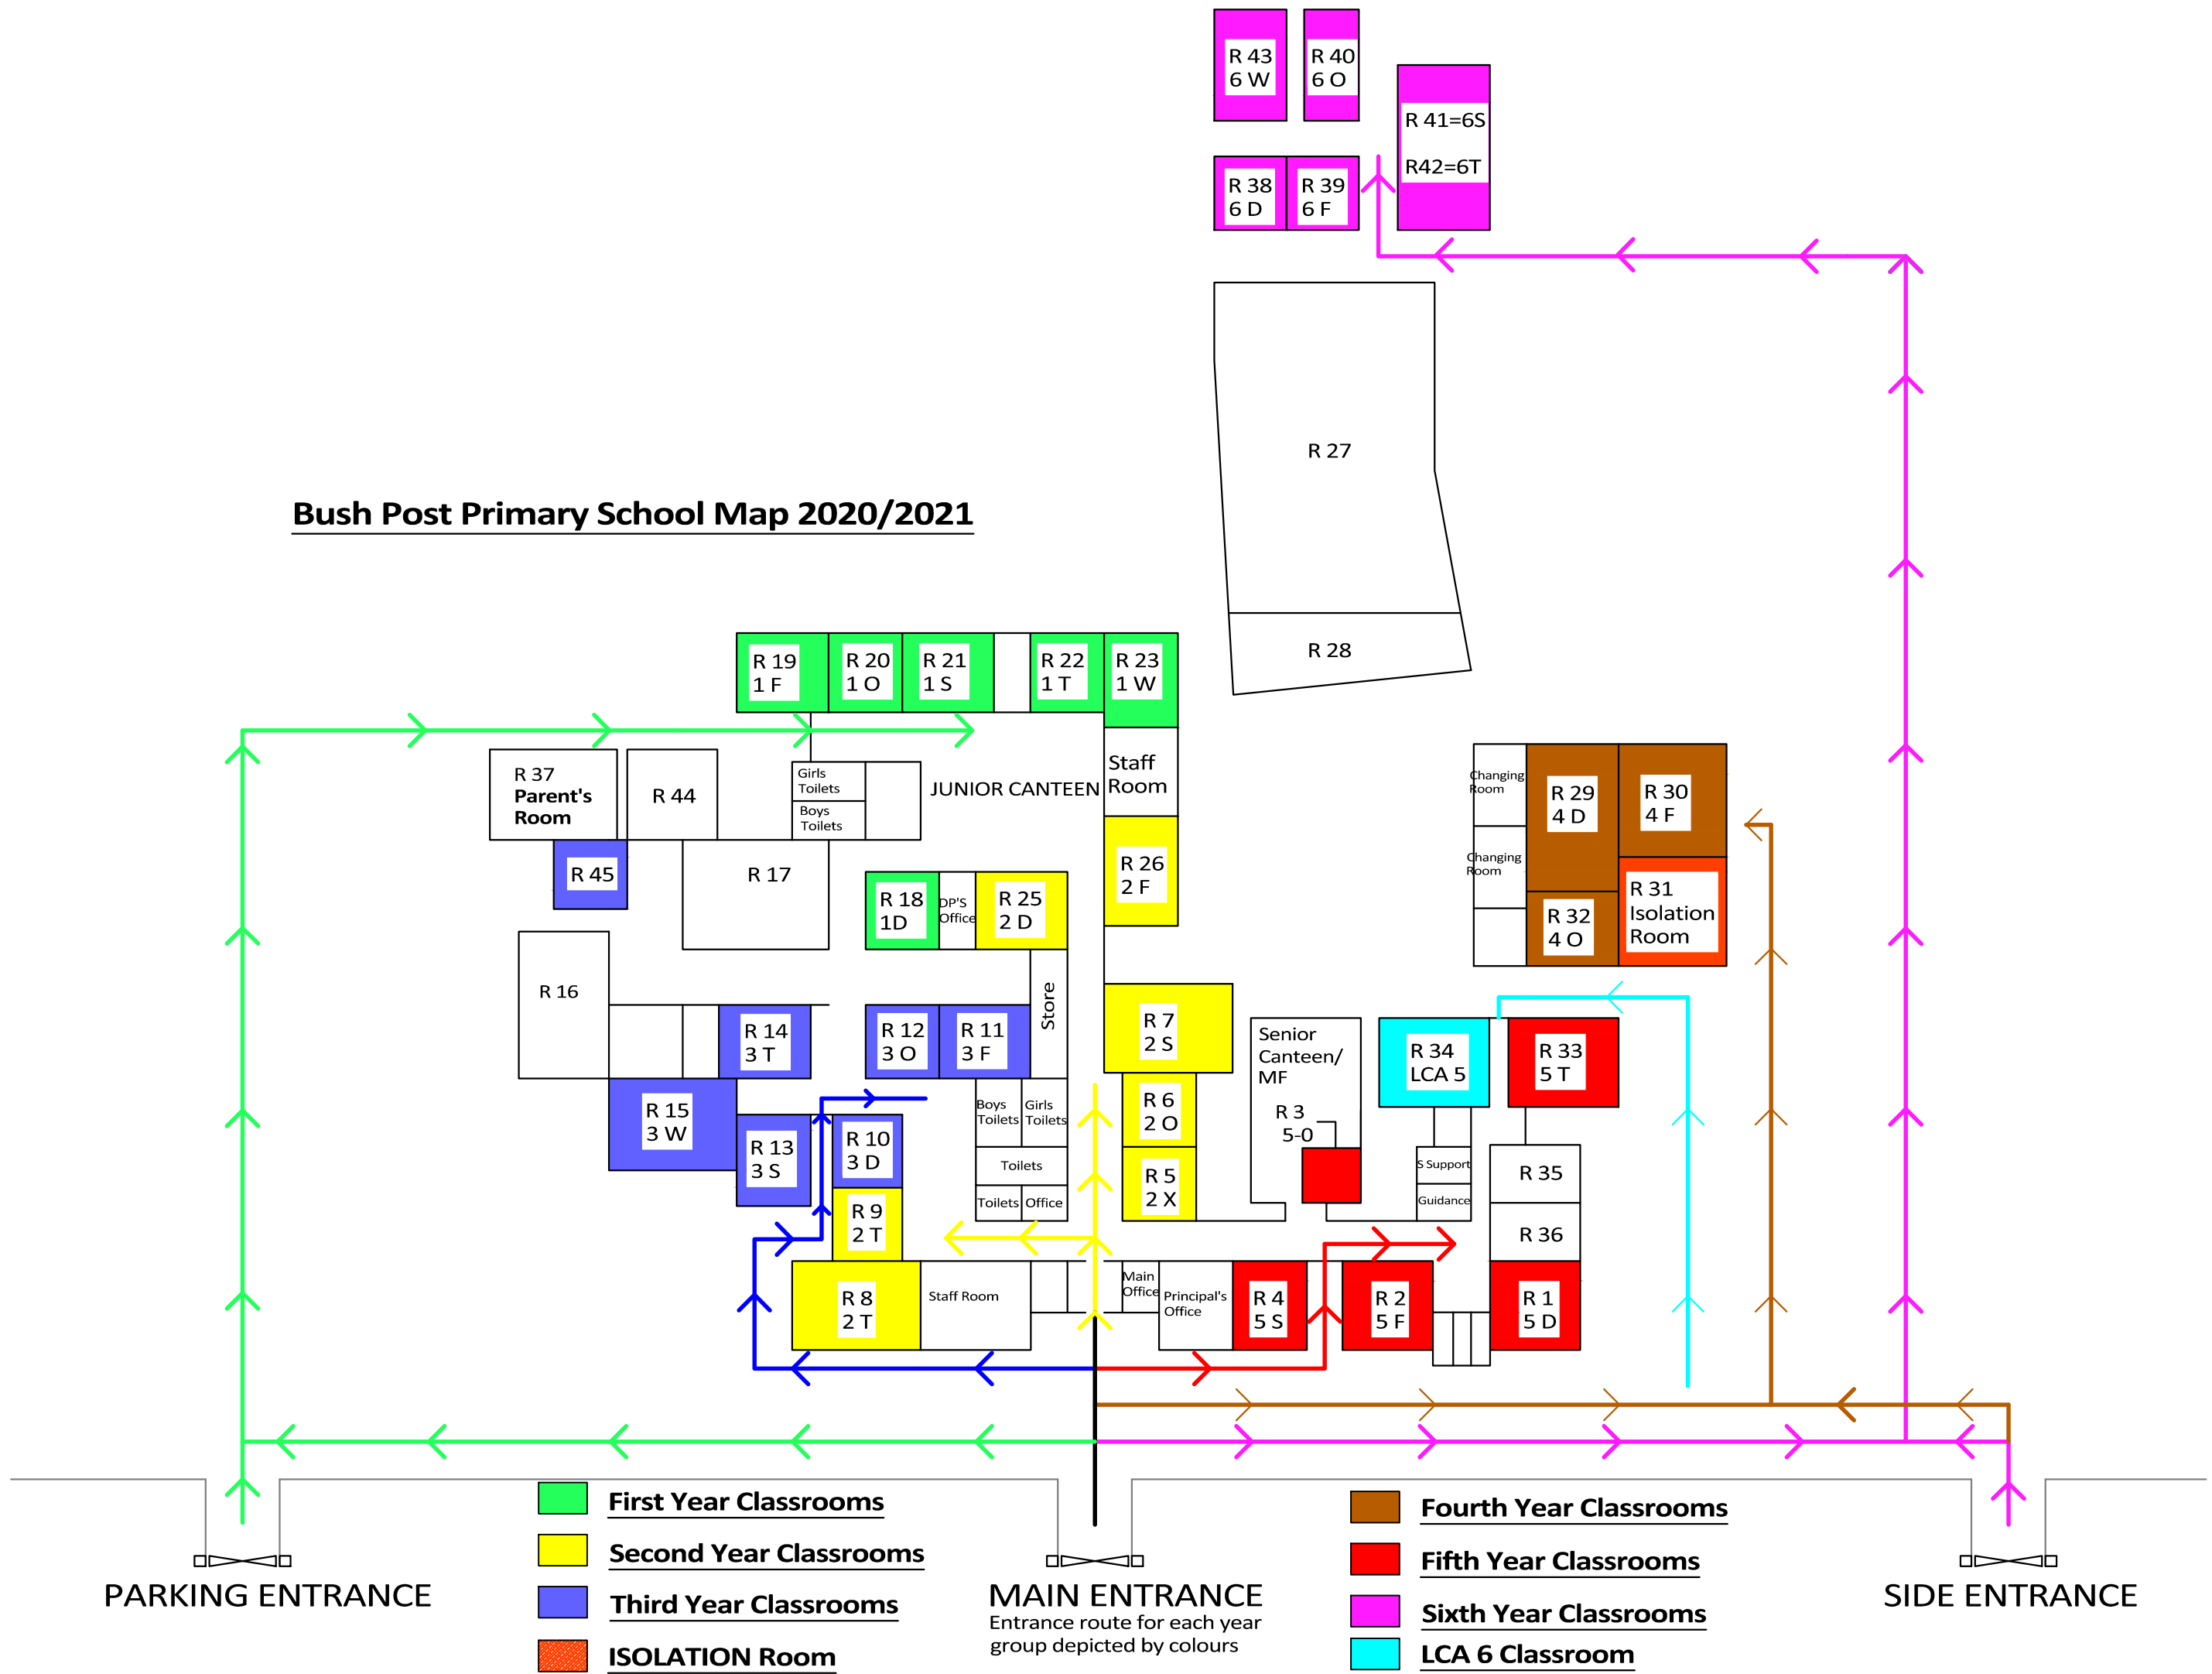 R 43
6 W
R 40
6 O
R 41=6S
R42=6T
R 38
6 D
R 39
6 F
R 27
Bush Post Primary School Map 2020/2021
R 28
R 19
1 F
R 20
1 O
R 21
1 S
R 22
1 T
R 23
1 W
R 37
Parent's
Room
R 44
Girls
Toilets
Boys
Toilets
JUNIOR CANTEEN
Staff
Room
Changing
Room
R 29
4 D
R 30
4 F
R 45
R 17
R 18
1D
DP'S
Office
R 25
2 D
R 26
2 F
Changing
Room
R 32
4 O
R 31
Isolation
Room
R 16
R 14
3 T
R 12
3 O
R 11
3 F
Store
R 7
2 S
Senior
Canteen/
MF
R 3
5-0
R 34
LCA 5
R 33
5 T
R 15
3 W
R 13
3 S
R 10
3 D
Boys
Toilets
Girls
Toilets
R 6
2 O
Toilets
R 5
2 X
S Support
R 35
Toilets
Office
Guidance
R 9
2 T
R 36
R 8
2 T
Staff Room
Main
Office
Principal's
Office
R 4
5 S
R 2
5 F
R 1
5 D
First Year Classrooms
Second Year Classrooms
Third Year Classrooms
ISOLATION Room
Fourth Year Classrooms
Fifth Year Classrooms
Sixth Year Classrooms
LCA 6 Classroom
PARKING ENTRANCE
MAIN ENTRANCE
Entrance route for each year
group depicted by colours
SIDE ENTRANCE